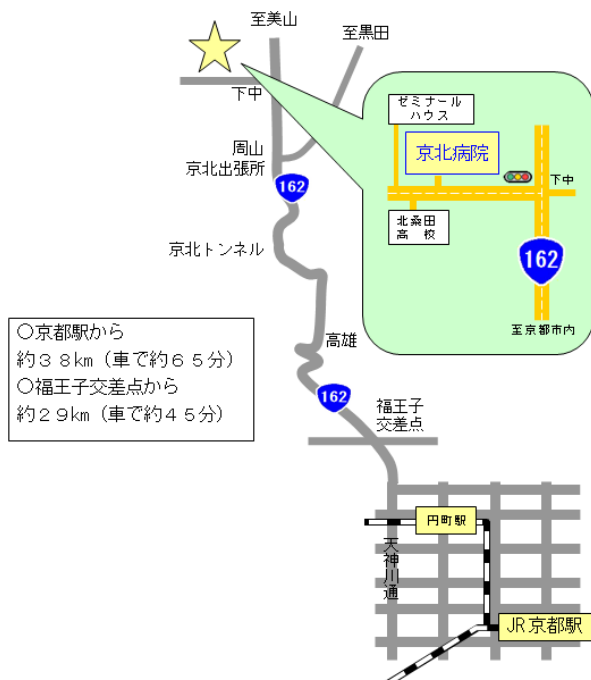 至美山
至黒田
下中
周山
京北出張所
162
京北トンネル
高雄
162
福王子
交差点
円町駅
天神川通
JR京都駅
ゼミナール
ハウス
京北病院
下中
北桑田
高校
162
至京都市内
○京都駅から
約38km(車で約65分)
○福王子交差点から
約29km(車で約45分)